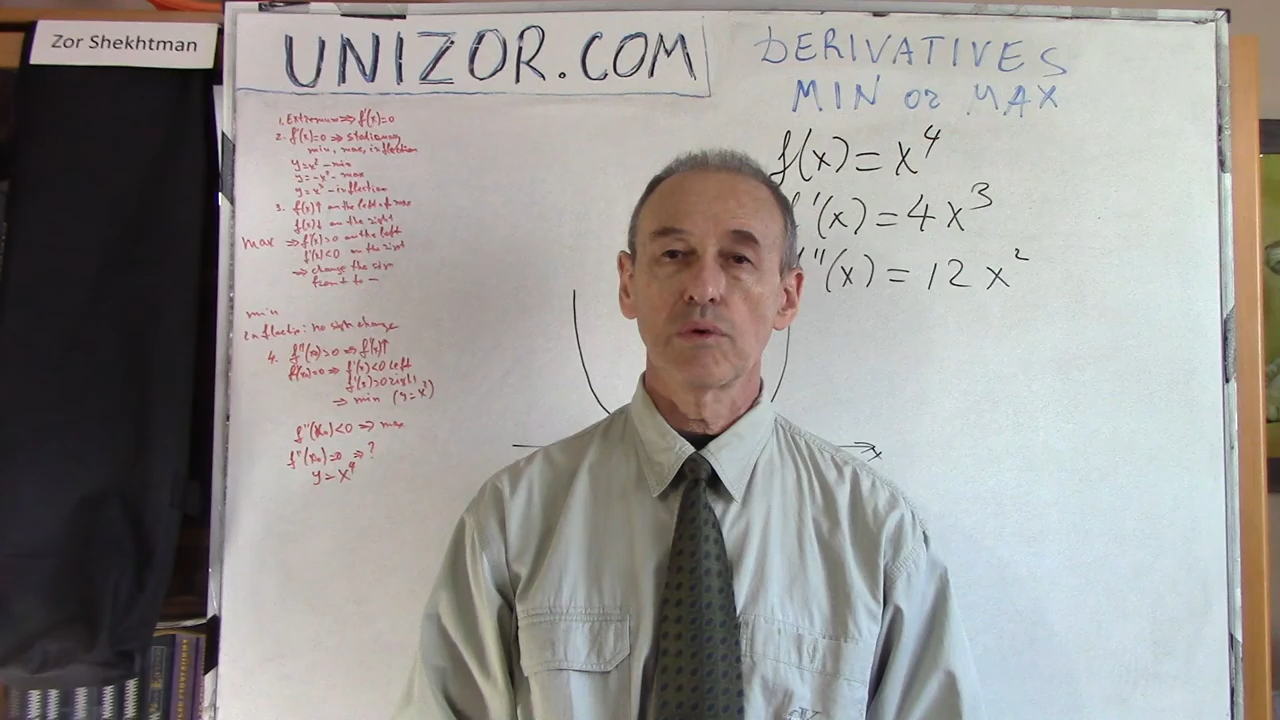 Zor Shekhtman
UNIZOR.COM
DERIVATIVES
MIN or MAX
1. Extremum ⇒ f'(x)=0
2. f'(x)=0 ⇒ stationary
min, max, inflection
y=x² - min
y=-x² - max
y=x³ - inflection
3. f(x)↑ on the left of max
f(x)↓ on the right
max ⇒ f'(x)>0 on the left
f'(x)<0 on the right
⇒ change the sign
from + to -
min
inflection: no sign change
4. f''(x₀)>0 ⇒ f'(x)↑
f'(x₀)=0 ⇒ f'(x)<0 left
f'(x)>0 right
⇒ min (y=x²)
f''(x₀)<0 ⇒ max
f''(x₀)=0 ⇒ ?
y=x⁴
f(x)=x⁴
'(x)=4x³
''(x)=12x²
x